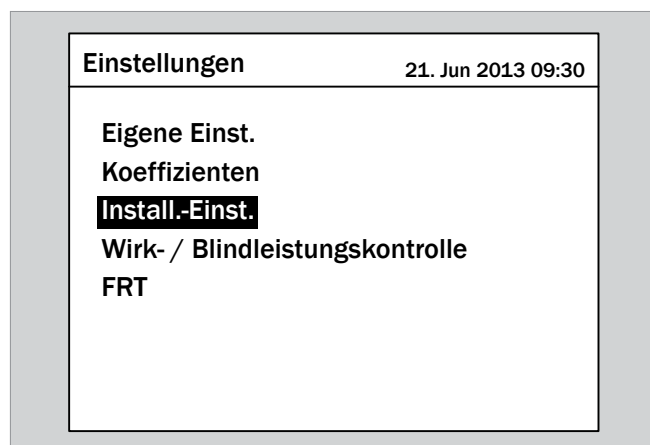 Einstellungen 21. Jun 2013 09:30
Eigene Einst.
Koeffizienten
Install.-Einst.
Wirk- / Blindleistungskontrolle
FRT